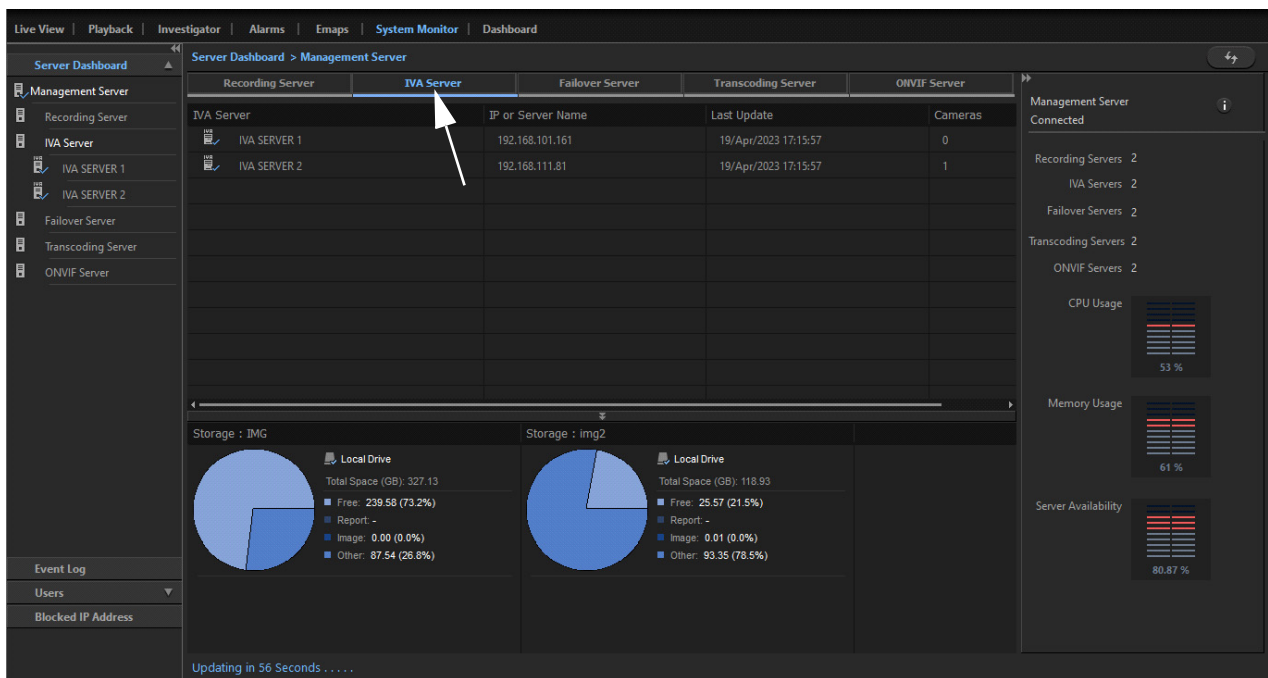 Live View | Playback | Investigator | Alarms | Emaps | System Monitor | Dashboard
Server Dashboard
Management Server
Recording Server
IVA Server
IVA SERVER 1
IVA SERVER 2
Failover Server
Transcoding Server
ONVIF Server
Event Log
Users
Blocked IP Address
Server Dashboard > Management Server
Recording Server IVA Server Failover Server Transcoding Server ONVIF Server
IVA Server IP or Server Name Last Update Cameras
IVA SERVER 1 192.168.101.161 19/Apr/2023 17:15:57 0
IVA SERVER 2 192.168.111.81 19/Apr/2023 17:15:57 1
Storage : IMG
Local Drive
Total Space (GB): 327.13
Free: 239.58 (73.2%)
Report: -
Image: 0.00 (0.0%)
Other: 87.54 (26.8%)
Storage : img2
Local Drive
Total Space (GB): 118.93
Free: 25.57 (21.5%)
Report: -
Image: 0.01 (0.0%)
Other: 93.35 (78.5%)
Updating in 56 Seconds . . . . .
Management Server
Connected
Recording Servers 2
IVA Servers 2
Failover Servers 2
Transcoding Servers 2
ONVIF Servers 2
CPU Usage
53 %
Memory Usage
61 %
Server Availability
80.87 %